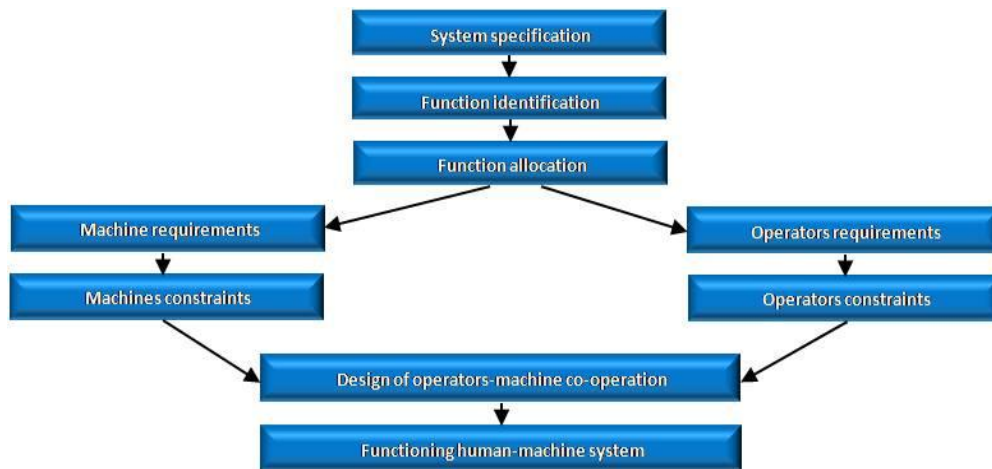 System specification
Function identification
Function allocation
Machine requirements
Operators requirements
Machines constraints
Operators constraints
Design of operators-machine co-operation
Functioning human-machine system